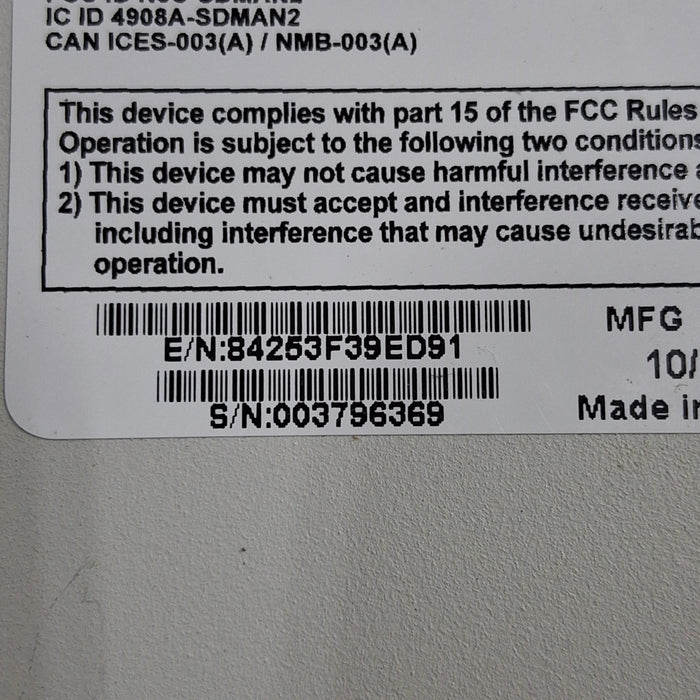 IC ID 4908A-SDMAN2
CAN ICES-003(A) / NMB-003(A)
This device complies with part 15 of the FCC Rules
Operation is subject to the following two conditions
1) This device may not cause harmful interference
2) This device must accept and interference receive
including interference that may cause undesirab
operation.
E/N:84253F39ED91
MFG
S/N:003796369
10/
Made in